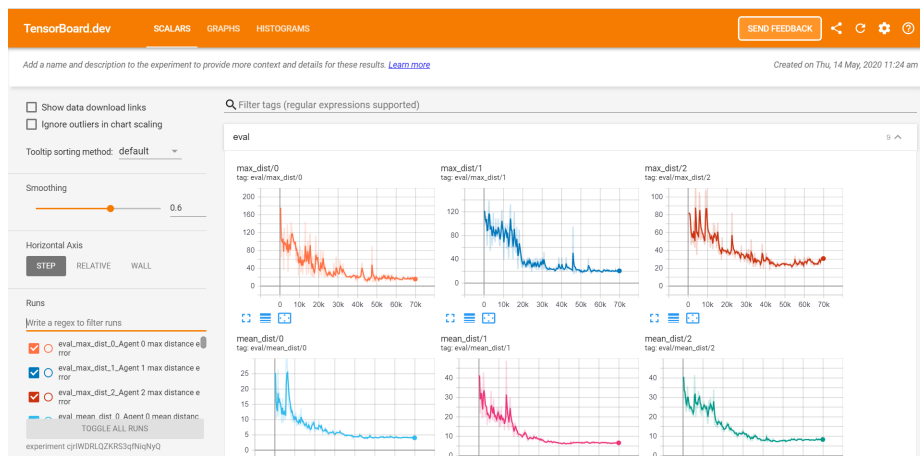 TensorBoard.dev SCALARS GRAPHS HISTOGRAMS SEND FEEDBACK
Add a name and description to the experiment to provide more context and details for these results. Learn more Created on Thu, 14 May, 2020 11:24 am
Show data download links
Ignore outliers in chart scaling
Tooltip sorting method: default
Smoothing
0.6
Horizontal Axis
STEP RELATIVE WALL
Runs
Write a regex to filter runs
eval_max_dist_0_Agent 0 max distance e
rror
eval_max_dist_1_Agent 1 max distance e
rror
eval_max_dist_2_Agent 2 max distance e
rror
eval_mean_dist_0_Agent 0 mean distanc
TOGGLE ALL RUNS
experiment
Filter tags (regular expressions supported)
eval 9
max_dist/0
tag: eval/max_dist/0
200
160
120
80
40
0
0 10k 20k 30k 40k 50k 60k 70k
max_dist/1
tag: eval/max_dist/1
120
80
40
0
0 10k 20k 30k 40k 50k 60k 70k
max_dist/2
tag: eval/max_dist/2
100
80
60
40
20
0
0 10k 20k 30k 40k 50k 60k 70k
mean_dist/0
tag: eval/mean_dist/0
25
20
15
10
5
0
mean_dist/1
tag: eval/mean_dist/1
40
30
20
10
0
mean_dist/2
tag: eval/mean_dist/2
40
30
20
10
0